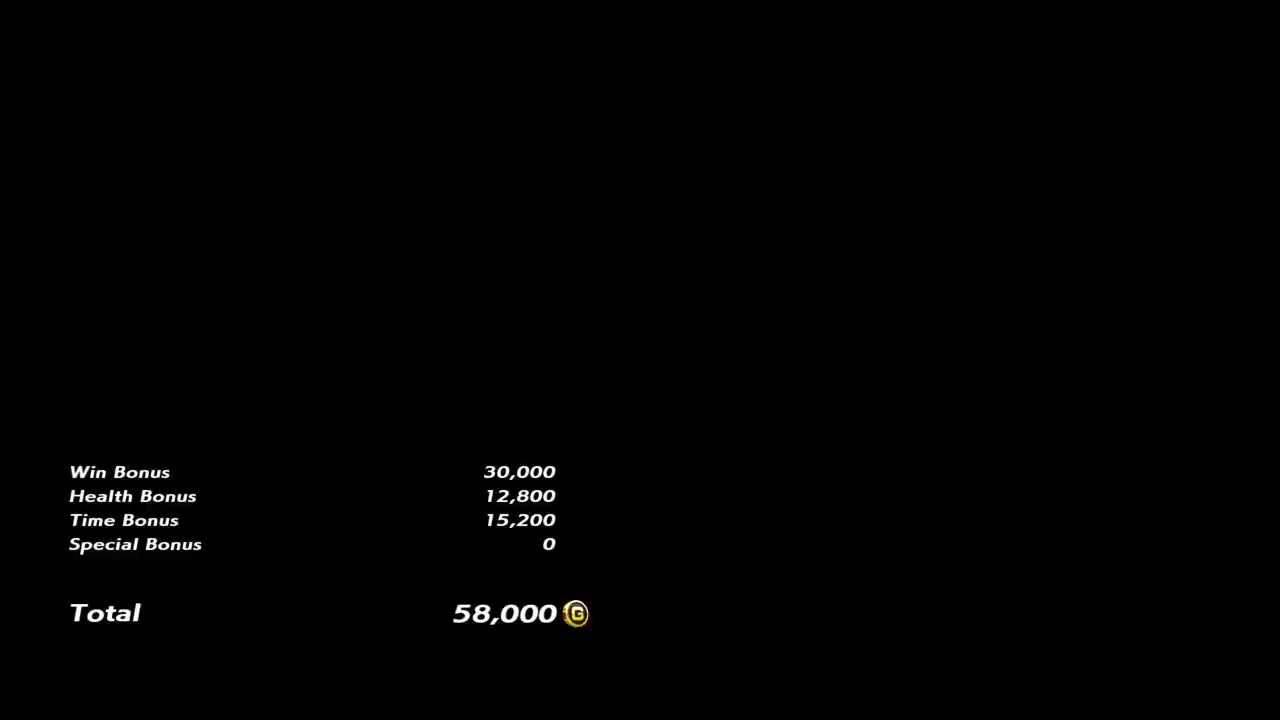 Win Bonus 30,000
Health Bonus 12,800
Time Bonus 15,200
Special Bonus 0
Total 58,000 G